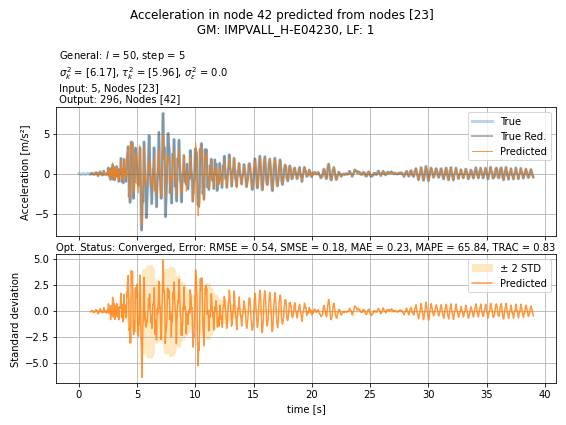 Acceleration in node 42 predicted from nodes [23]
GM: IMPVALL_H-E04230, LF: 1
General: l = 50, step = 5
σ²ₖ = [6.17], τ²ₖ = [5.96], σ²ε = 0.0
Input: 5, Nodes [23]
Output: 296, Nodes [42]
Acceleration [m/s²]
5
0
−5
True
True Red.
Predicted
Opt. Status: Converged, Error: RMSE = 0.54, SMSE = 0.18, MAE = 0.23, MAPE = 65.84, TRAC = 0.83
Standard deviation
5.0
2.5
0.0
−2.5
−5.0
± 2 STD
Predicted
0 5 10 15 20 25 30 35 40
time [s]